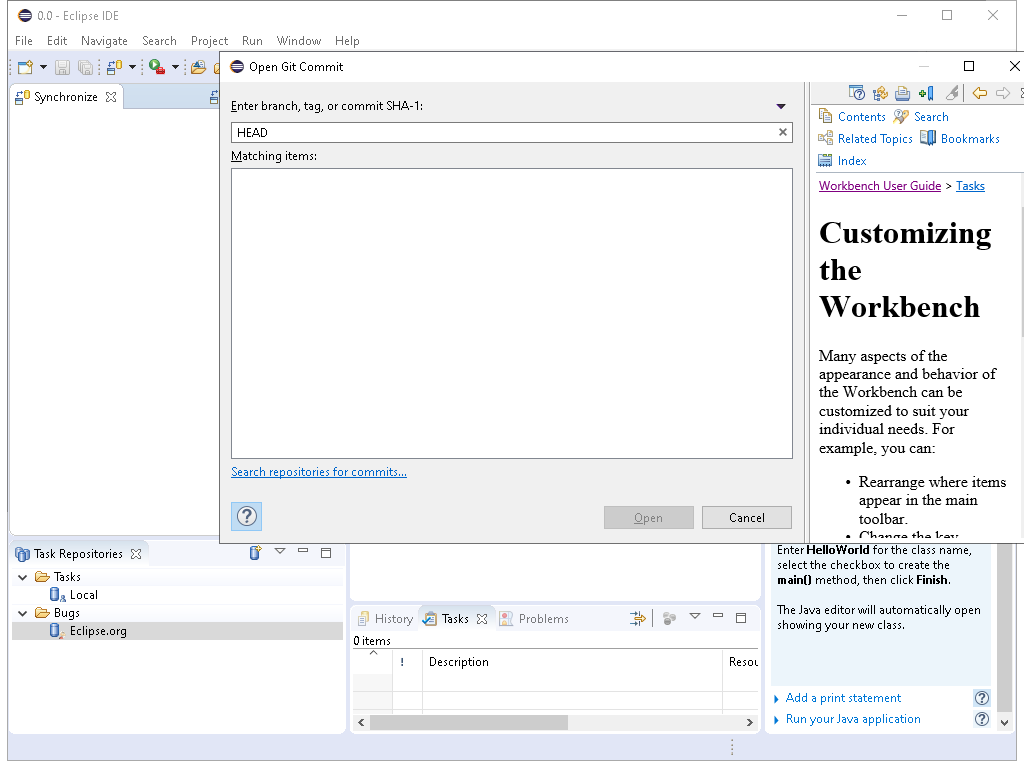 0.0 - Eclipse IDE
File Edit Navigate Search Project Run Window Help
Synchronize
Open Git Commit
Enter branch, tag, or commit SHA-1:
HEAD
Matching items:
Search repositories for commits...
Open Cancel
Contents Search
Related Topics Bookmarks
Index
Workbench User Guide > Tasks
Customizing
the
Workbench
Many aspects of the
appearance and behavior of
the Workbench can be
customized to suit your
individual needs. For
example, you can:
• Rearrange where items
appear in the main
toolbar.
• Change the key
Task Repositories
Tasks
Local
Bugs
Eclipse.org
History Tasks Problems
0 items
! Description Resou
Enter HelloWorld for the class name,
select the checkbox to create the
main() method, then click Finish.
The Java editor will automatically open
showing your new class.
Add a print statement
Run your Java application